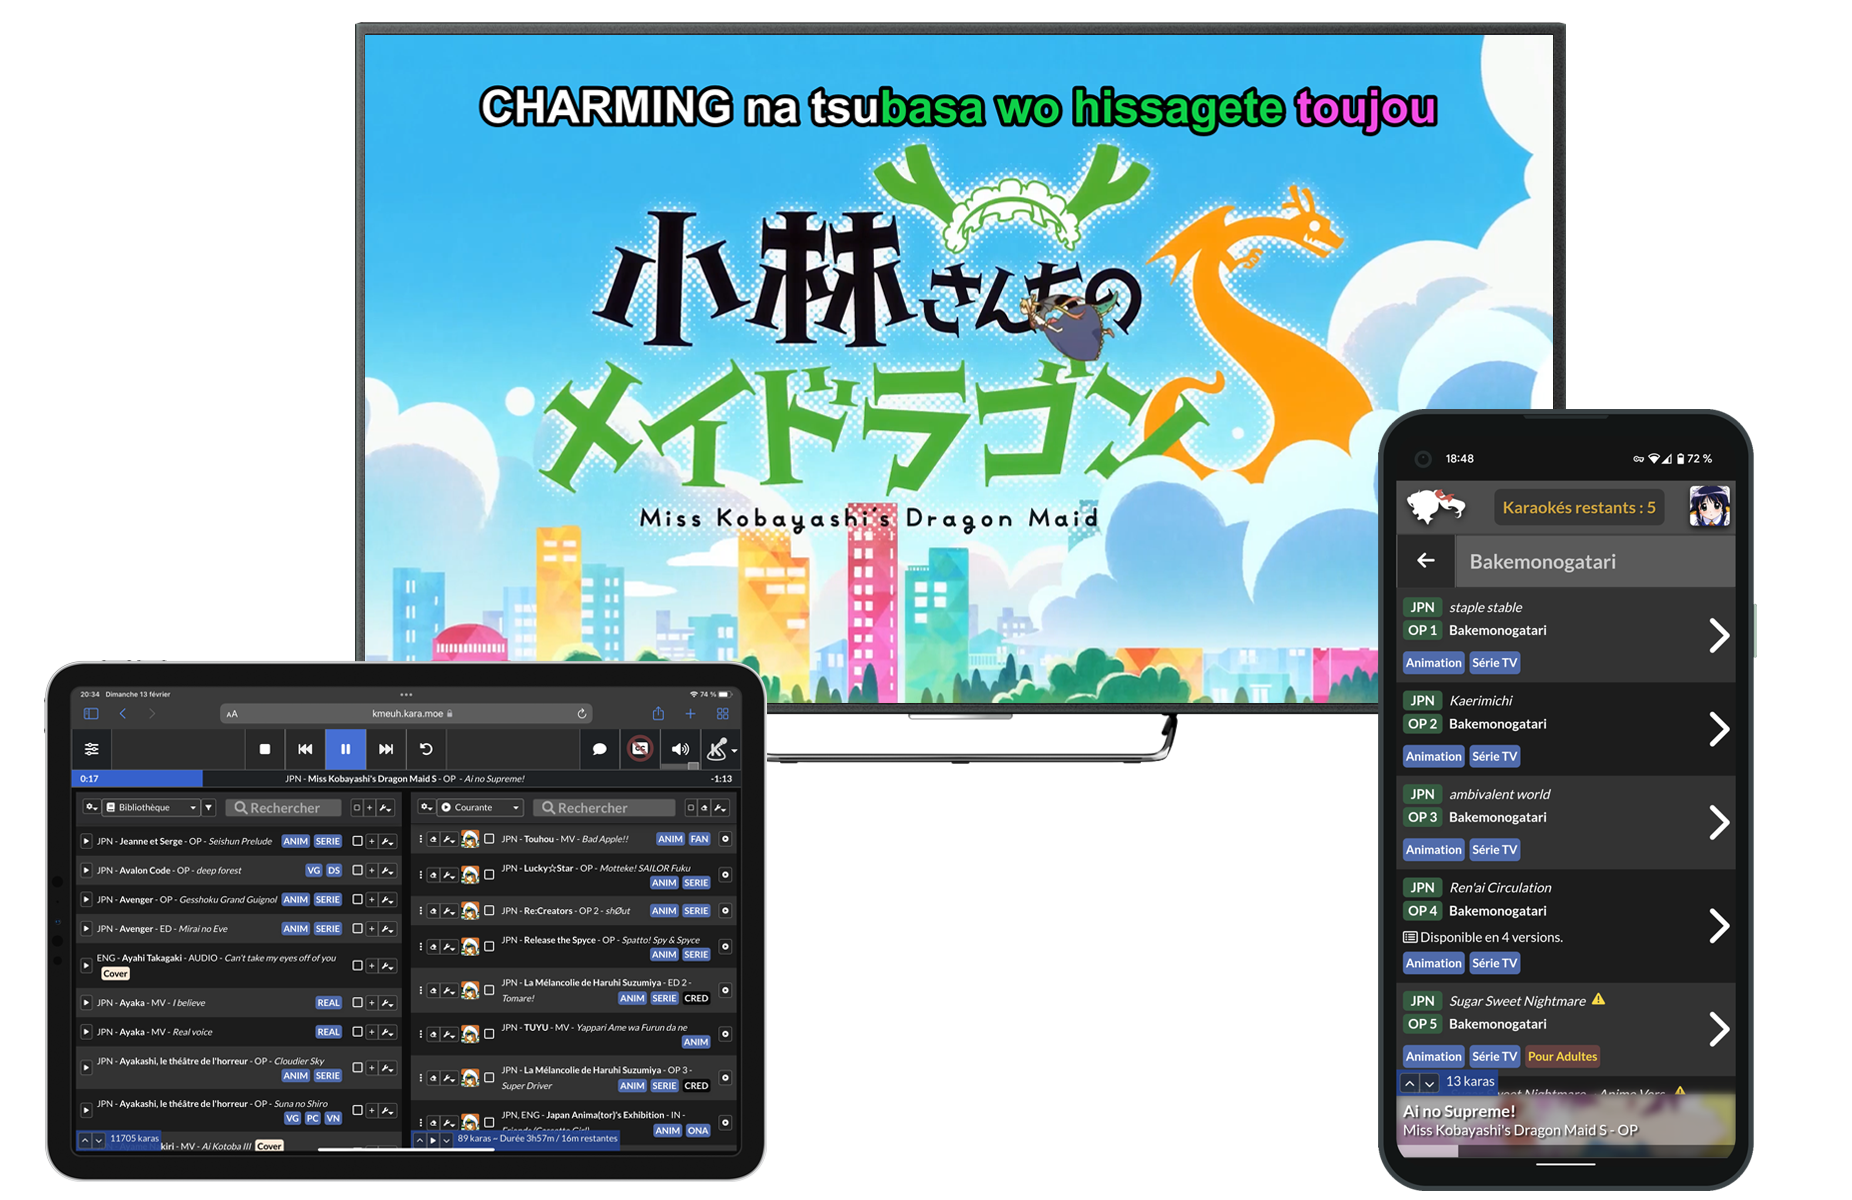 CHARMING na tsubasa wo hissagete toujou
小林さんちの
メイドラゴンS
Miss Kobayashi's Dragon Maid
20:34 Dimanche 13 février
74 %
AA
kmeuh.kara.moe
0:17
JPN - Miss Kobayashi's Dragon Maid S - OP - Ai no Supreme!
-1:13
Bibliothèque
Rechercher
JPN - Jeanne et Serge - OP - Seishun Prelude ANIM SERIE
JPN - Avalon Code - OP - deep forest VG DS
JPN - Avenger - OP - Gesshoku Grand Guignol ANIM SERIE
JPN - Avenger - ED - Mirai no Eve ANIM SERIE
ENG - Ayahi Takagaki - AUDIO - Can't take my eyes off of you
Cover
JPN - Ayaka - MV - I believe REAL
JPN - Ayaka - MV - Real voice REAL
JPN - Ayakashi, le théâtre de l'horreur - OP - Cloudier Sky
ANIM SERIE
JPN - Ayakashi, le théâtre de l'horreur - OP - Suna no Shiro
VG PC VN
11705 karas
kiri - MV - Ai Kotoba III Cover
Courante
Rechercher
JPN - Touhou - MV - Bad Apple!! ANIM FAN
JPN - Lucky☆Star - OP - Motteke! SAILOR Fuku
ANIM SERIE
JPN - Re:Creators - OP 2 - shØut ANIM SERIE
JPN - Release the Spyce - OP - Spatto! Spy & Spyce
ANIM SERIE
JPN - La Mélancolie de Haruhi Suzumiya - ED 2 -
Tomare! ANIM SERIE CRED
JPN - TUYU - MV - Yappari Ame wa Furun da ne
ANIM
JPN - La Mélancolie de Haruhi Suzumiya - OP 3 -
Super Driver ANIM SERIE CRED
JPN, ENG - Japan Anima(tor)'s Exhibition - IN -
ANIM ONA
89 karas ~ Durée 3h57m / 16m restantes
18:48
72 %
Karaokés restants : 5
Bakemonogatari
JPN staple stable
OP 1 Bakemonogatari
Animation Série TV
JPN Kaerimichi
OP 2 Bakemonogatari
Animation Série TV
JPN ambivalent world
OP 3 Bakemonogatari
Animation Série TV
JPN Ren'ai Circulation
OP 4 Bakemonogatari
Disponible en 4 versions.
Animation Série TV
JPN Sugar Sweet Nightmare
OP 5 Bakemonogatari
Animation Série TV Pour Adultes
13 karas
Ai no Supreme!
Miss Kobayashi's Dragon Maid S - OP